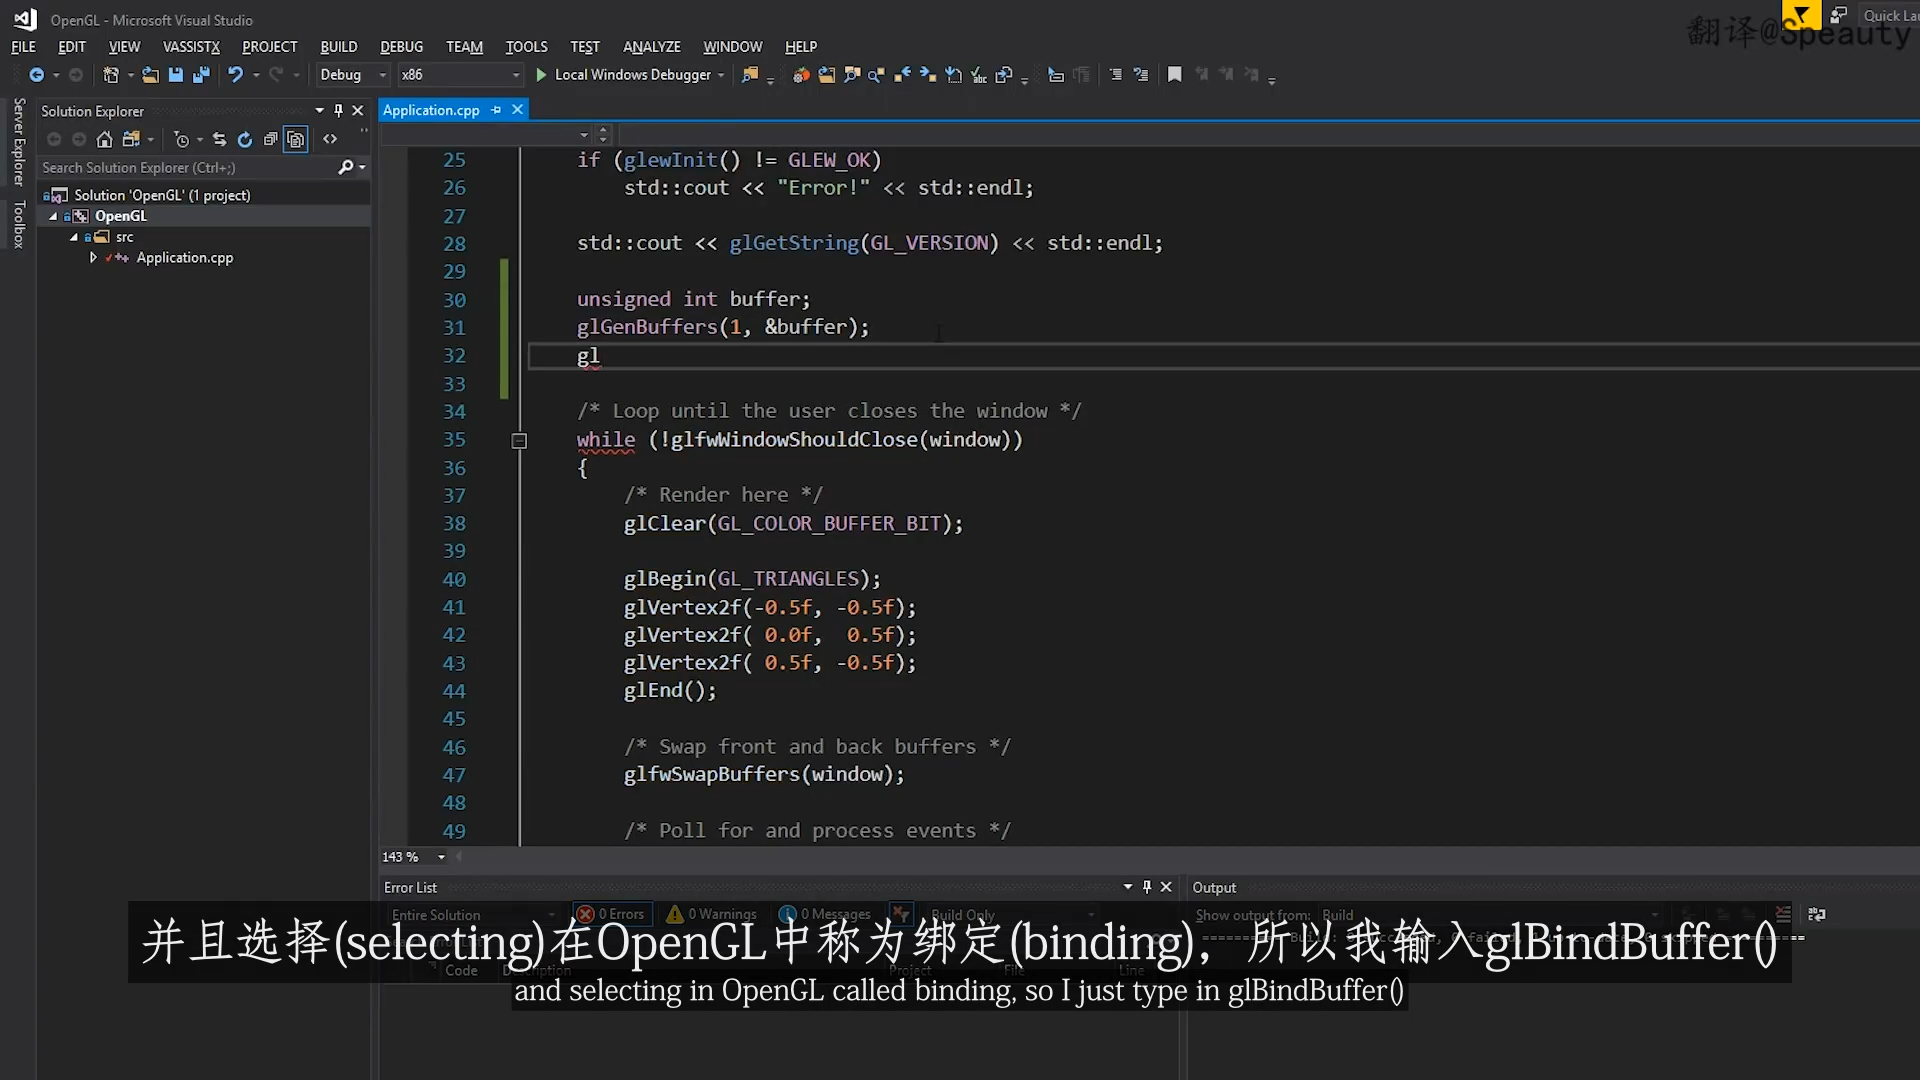 OpenGL - Microsoft Visual Studio
翻译@Speauty
FILE EDIT VIEW VASSISTX PROJECT BUILD DEBUG TEAM TOOLS TEST ANALYZE WINDOW HELP
Debug x86 Local Windows Debugger
Server Explorer
Toolbox
Solution Explorer
Search Solution Explorer (Ctrl+;)
Solution 'OpenGL' (1 project)
OpenGL
src
Application.cpp
Application.cpp
25 if (glewInit() != GLEW_OK)
26 std::cout << "Error!" << std::endl;
27
28 std::cout << glGetString(GL_VERSION) << std::endl;
29
30 unsigned int buffer;
31 glGenBuffers(1, &buffer);
32 gl
33
34 /* Loop until the user closes the window */
35 while (!glfwWindowShouldClose(window))
36 {
37 /* Render here */
38 glClear(GL_COLOR_BUFFER_BIT);
39
40 glBegin(GL_TRIANGLES);
41 glVertex2f(-0.5f, -0.5f);
42 glVertex2f( 0.0f,  0.5f);
43 glVertex2f( 0.5f, -0.5f);
44 glEnd();
45
46 /* Swap front and back buffers */
47 glfwSwapBuffers(window);
48
49 /* Poll for and process events */
143 %
Error List
Entire Solution 0 Errors 0 Warnings 0 Messages Build Only
Code Description Project File Line
Output
Show output from: Build
并且选择(selecting)在OpenGL中称为绑定(binding)，所以我输入glBindBuffer()
and selecting in OpenGL called binding, so I just type in glBindBuffer()